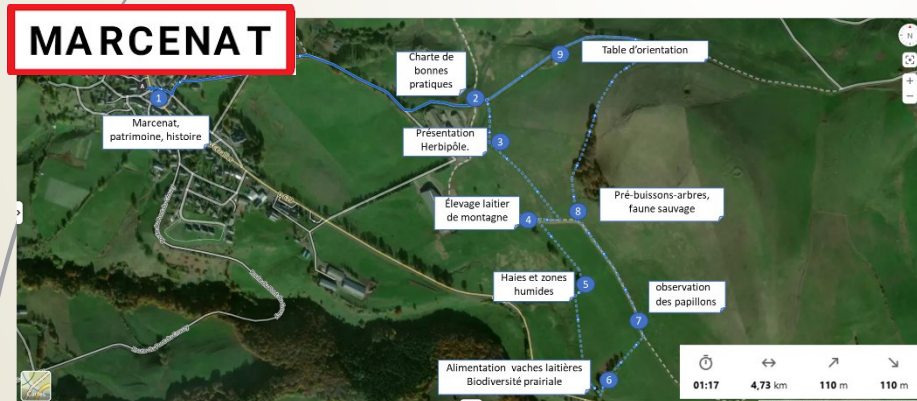 MARCENAT
9
Table d'orientation
Charte de
bonnes
pratiques
N
1
2
Marcenat,
patrimoine, histoire
Présentation
Herbipôle.
3
Élevage laitier
de montagne
4
8
Pré-buissons-arbres,
faune sauvage
Haies et zones
humides
5
observation
des papillons
7
Alimentation vaches laitières
Biodiversité prairiale
6
01:17
4,73 km
110 m
110 m